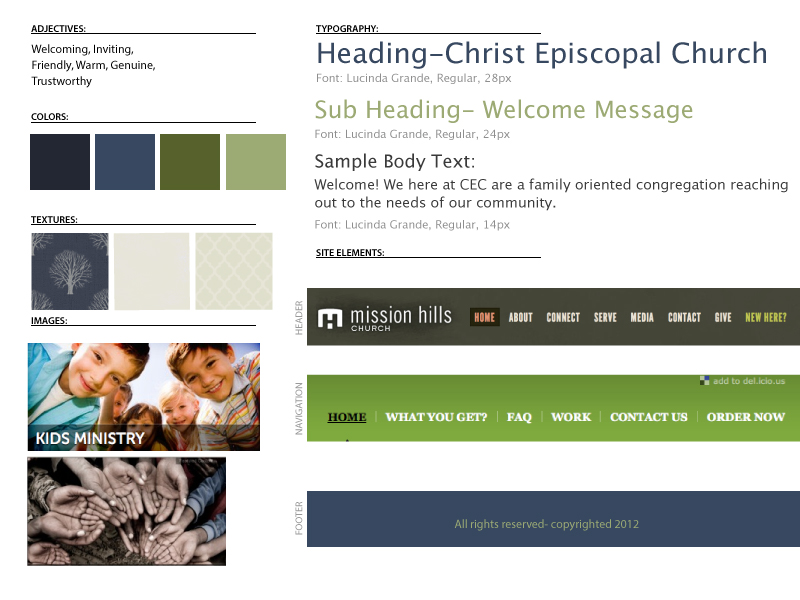 ADJECTIVES:
Welcoming, Inviting,
Friendly, Warm, Genuine,
Trustworthy
COLORS:
TEXTURES:
IMAGES:
KIDS MINISTRY
TYPOGRAPHY:
Heading-Christ Episcopal Church
Font: Lucinda Grande, Regular, 28px
Sub Heading- Welcome Message
Font: Lucinda Grande, Regular, 24px
Sample Body Text:
Welcome! We here at CEC are a family oriented congregation reaching
out to the needs of our community.
Font: Lucinda Grande, Regular, 14px
SITE ELEMENTS:
HEADER
mission hills
CHURCH
HOME ABOUT CONNECT SERVE MEDIA CONTACT GIVE NEW HERE?
NAVIGATION
add to del.icio.us
HOME | WHAT YOU GET? | FAQ | WORK | CONTACT US | ORDER NOW
FOOTER
All rights reserved- copyrighted 2012